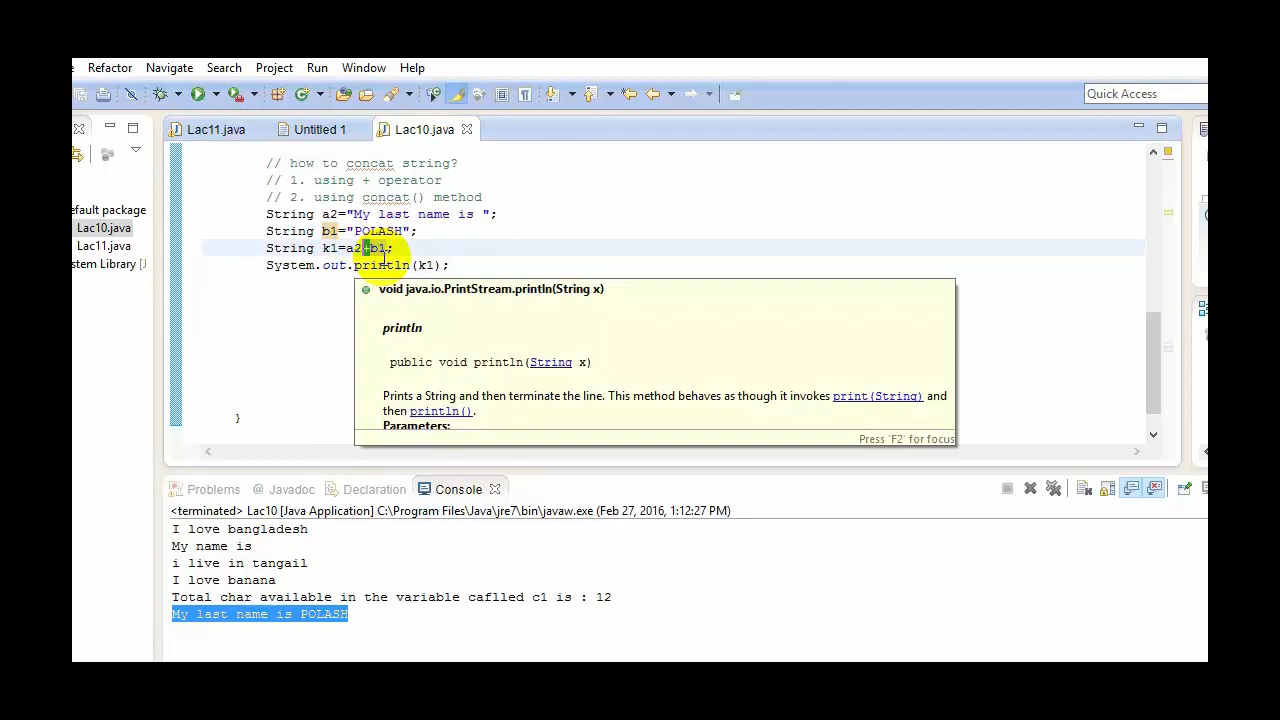 Refactor Navigate Search Project Run Window Help
Quick Access
Lac11.java Untitled 1 Lac10.java
efault package
Lac10.java
Lac11.java
ystem Library [
// how to concat string?
// 1. using + operator
// 2. using concat() method
String a2="My last name is ";
String b1="POLASH";
String k1=a2+b1;
System.out.println(k1);
void java.io.PrintStream.println(String x)
println
public void println(String x)
Prints a String and then terminate the line. This method behaves as though it invokes print(String) and
then println().
Parameters:
Press 'F2' for focus
}
Problems @ Javadoc Declaration Console
<terminated> Lac10 [Java Application] C:\Program Files\Java\jre7\bin\javaw.exe (Feb 27, 2016, 1:12:27 PM)
I love bangladesh
My name is
i live in tangail
I love banana
Total char available in the variable caflled c1 is : 12
My last name is POLASH